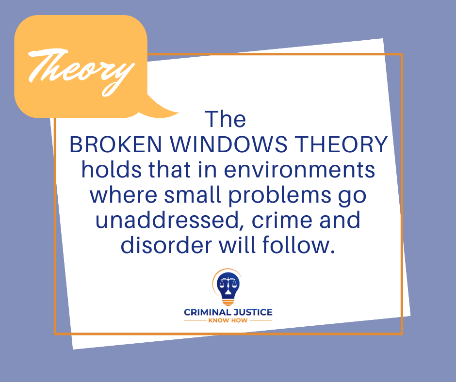 Theory
The
BROKEN WINDOWS THEORY
holds that in environments
where small problems go
unaddressed, crime and
disorder will follow.
CRIMINAL JUSTICE
KNOW HOW